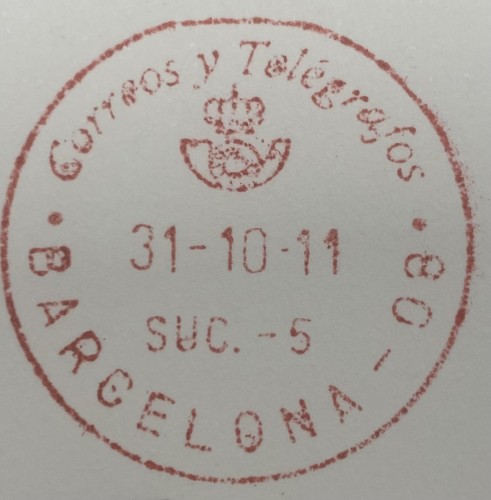 Correos y Telégrafos
31-10-11
SUC.-5
• BARCELONA - 08 •